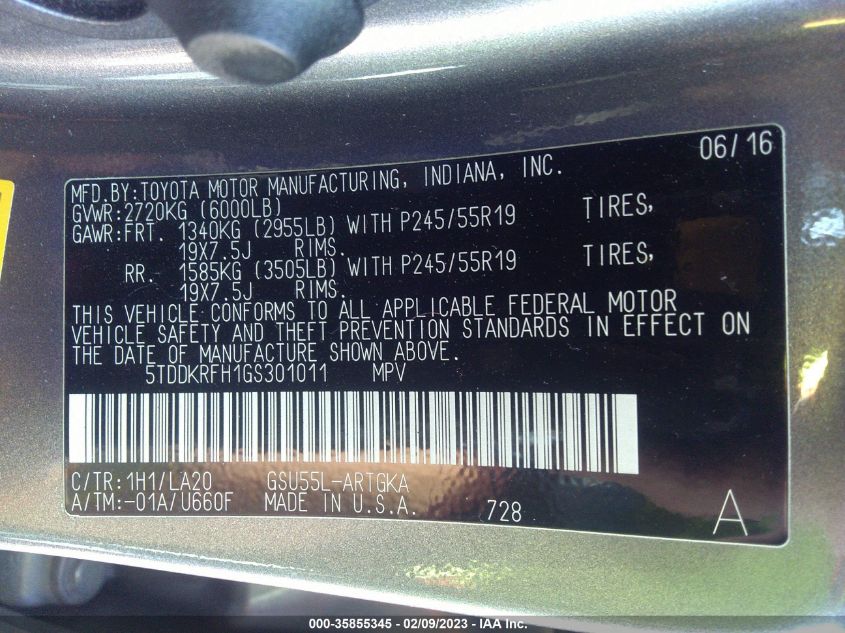 06/16
MFD.BY:TOYOTA MOTOR MANUFACTURING, INDIANA, INC.
GVWR:2720KG (6000LB)
GAWR:FRT. 1340KG (2955LB) WITH P245/55R19 TIRES,
19X7.5J RIMS.
RR. 1585KG (3505LB) WITH P245/55R19 TIRES,
19X7.5J RIMS.
THIS VEHICLE CONFORMS TO ALL APPLICABLE FEDERAL MOTOR
VEHICLE SAFETY AND THEFT PREVENTION STANDARDS IN EFFECT ON
THE DATE OF MANUFACTURE SHOWN ABOVE.
5TDDKRFH1GS301011 MPV
C/TR:1H1/LA20 GSU55L-ARTGKA
A/TM:-01A/U660F MADE IN U.S.A. 728 A
000-35855345 - 02/09/2023 - IAA Inc.